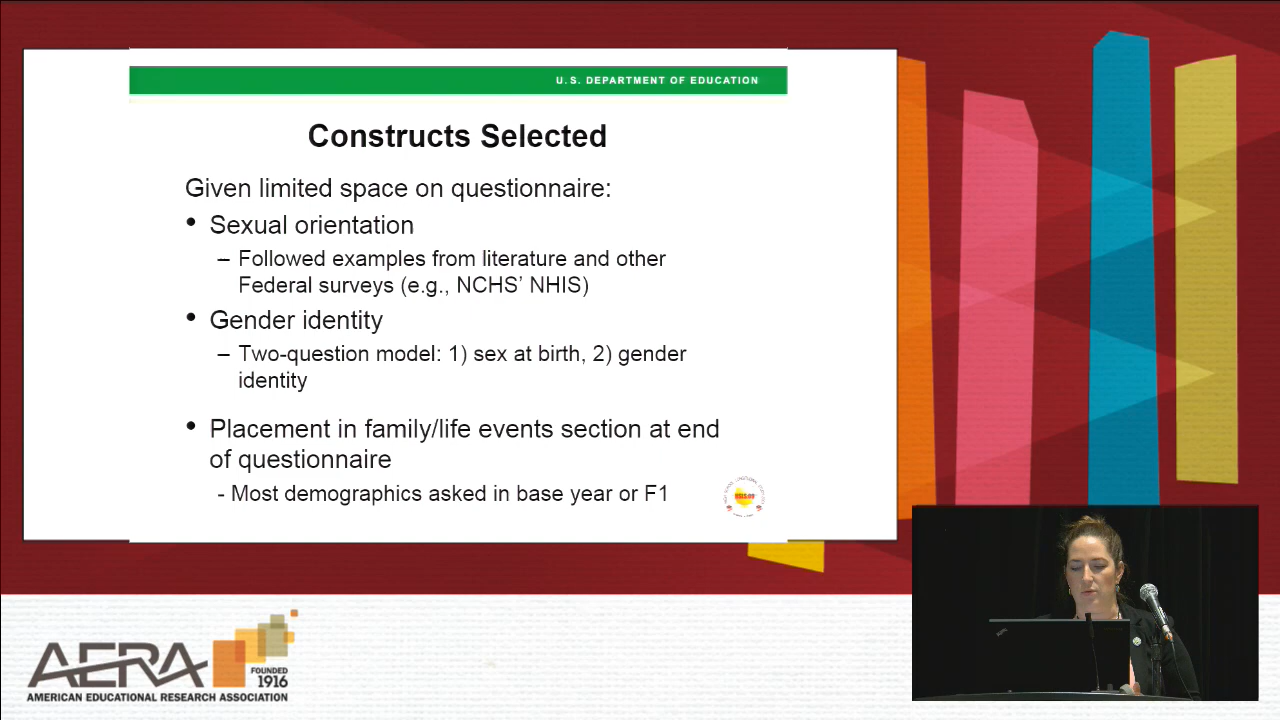 U.S. DEPARTMENT OF EDUCATION
Constructs Selected
Given limited space on questionnaire:
• Sexual orientation
– Followed examples from literature and other
Federal surveys (e.g., NCHS’ NHIS)
• Gender identity
– Two-question model: 1) sex at birth, 2) gender
identity
• Placement in family/life events section at end
of questionnaire
- Most demographics asked in base year or F1
HSLS:09
AERA
FOUNDED
1916
AMERICAN EDUCATIONAL RESEARCH ASSOCIATION